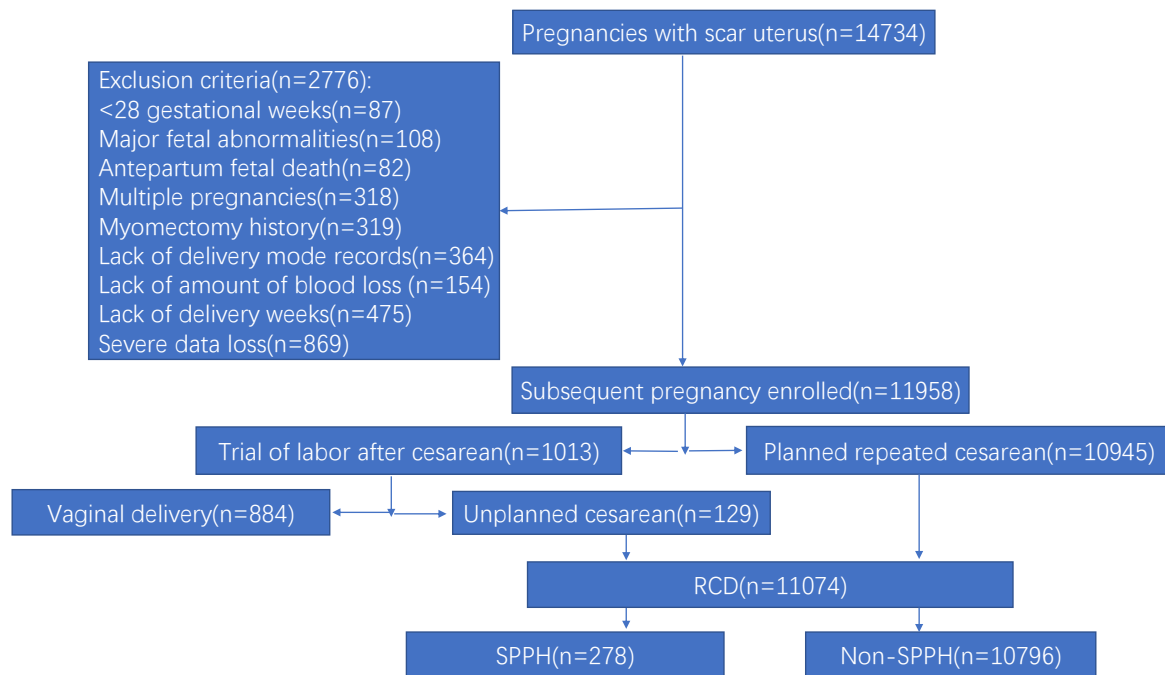 Pregnancies with scar uterus(n=14734)
Exclusion criteria(n=2776):
<28 gestational weeks(n=87)
Major fetal abnormalities(n=108)
Antepartum fetal death(n=82)
Multiple pregnancies(n=318)
Myomectomy history(n=319)
Lack of delivery mode records(n=364)
Lack of amount of blood loss (n=154)
Lack of delivery weeks(n=475)
Severe data loss(n=869)
Subsequent pregnancy enrolled(n=11958)
Trial of labor after cesarean(n=1013)
Planned repeated cesarean(n=10945)
Vaginal delivery(n=884)
Unplanned cesarean(n=129)
RCD(n=11074)
SPPH(n=278)
Non-SPPH(n=10796)